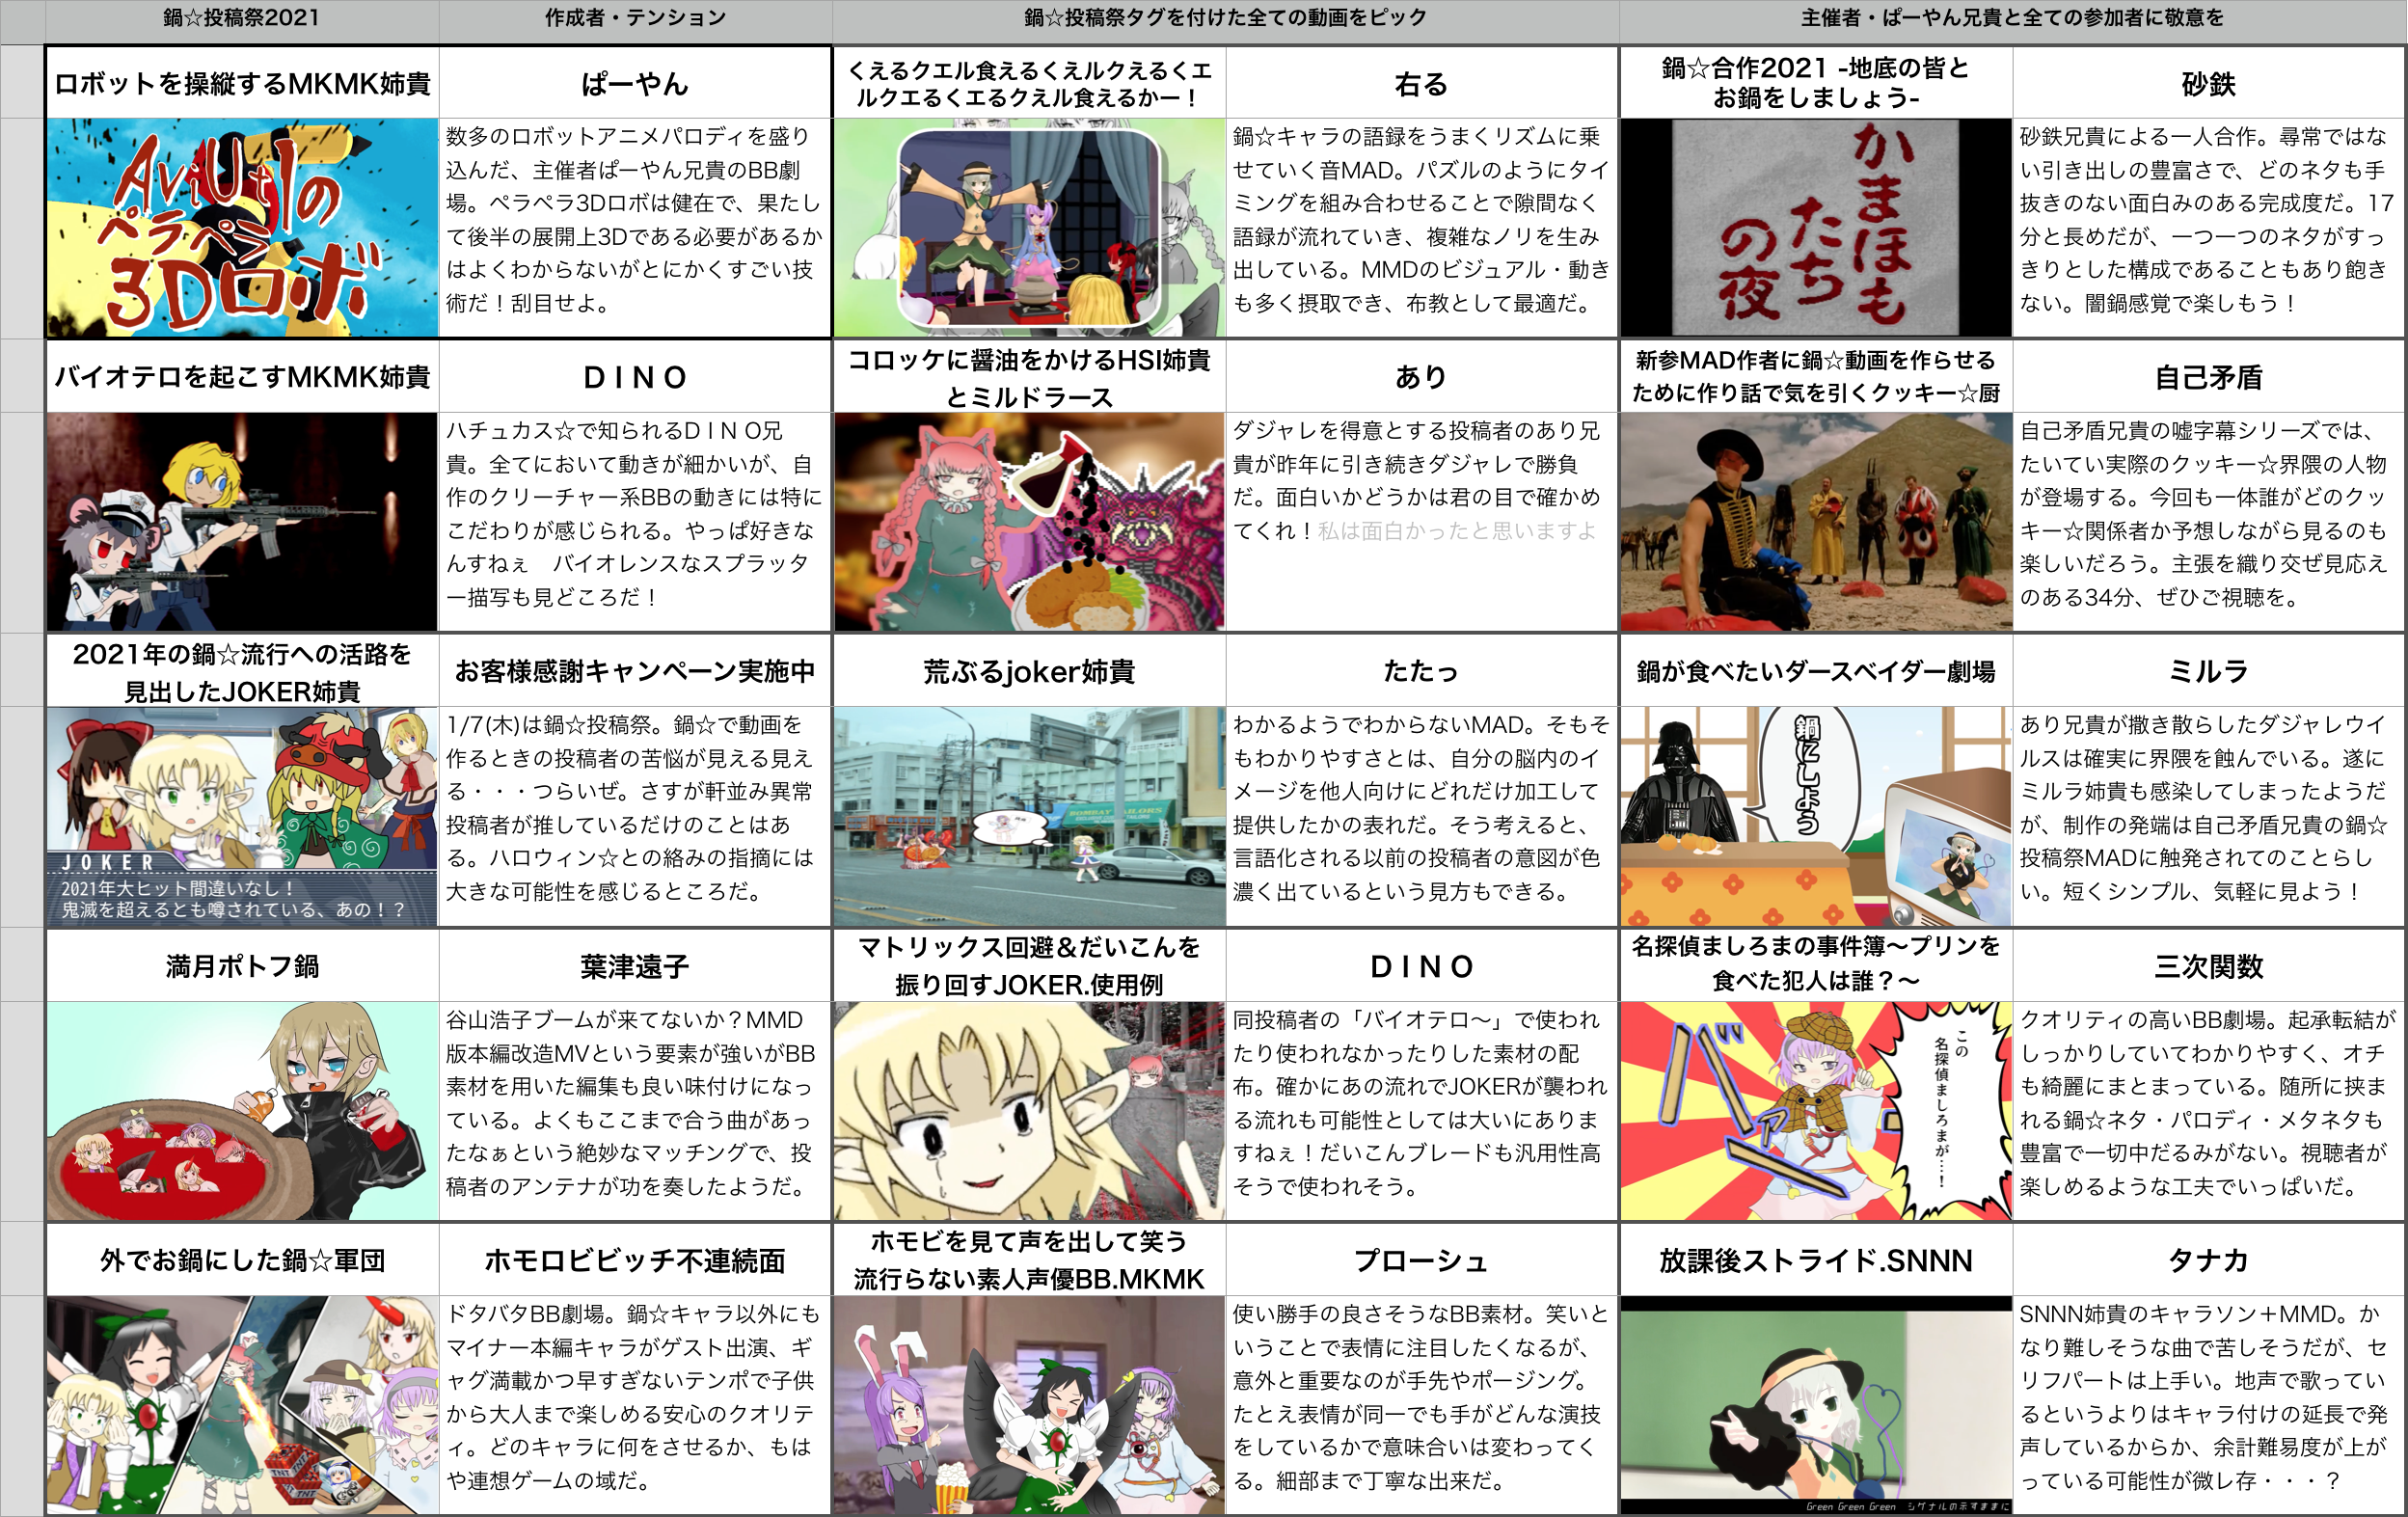 鍋☆投稿祭2021
作成者・テンション
鍋☆投稿祭タグを付けた全ての動画をピック
主催者・ぱーやん兄貴と全ての参加者に敬意を
ロボットを操縦するMKMK姉貴
ぱーやん
AviUtlの
ペラペラ
3Dロボ
数多のロボットアニメパロディを盛り
込んだ、主催者ぱーやん兄貴のBB劇
場。ペラペラ3Dロボは健在で、果たし
て後半の展開上3Dである必要があるか
はよくわからないがとにかくすごい技
術だ！刮目せよ。
くえるクエル食えるくえルクえるくエ
ルクエるくエるクえル食えるかー！
右る
鍋☆キャラの語録をうまくリズムに乗
せていく音MAD。パズルのようにタイ
ミングを組み合わせることで隙間なく
語録が流れていき、複雑なノリを生み
出している。MMDのビジュアル・動き
も多く摂取でき、布教として最適だ。
鍋☆合作2021 -地底の皆と
お鍋をしましょう-
砂鉄
かまほも
たち
の夜
砂鉄兄貴による一人合作。尋常ではな
い引き出しの豊富さで、どのネタも手
抜きのない面白みのある完成度だ。17
分と長めだが、一つ一つのネタがすっ
きりとした構成であることもあり飽き
ない。闇鍋感覚で楽しもう！
バイオテロを起こすMKMK姉貴
ＤＩＮＯ
ハチュカス☆で知られるＤＩＮＯ兄
貴。全てにおいて動きが細かいが、自
作のクリーチャー系BBの動きには特に
こだわりが感じられる。やっぱ好きな
んすねぇ　バイオレンスなスプラッタ
ー描写も見どころだ！
コロッケに醤油をかけるHSI姉貴
とミルドラース
あり
ダジャレを得意とする投稿者のあり兄
貴が昨年に引き続きダジャレで勝負
だ。面白いかどうかは君の目で確かめ
てくれ！私は面白かったと思いますよ
新参MAD作者に鍋☆動画を作らせる
ために作り話で気を引くクッキー☆厨
自己矛盾
自己矛盾兄貴の嘘字幕シリーズでは、
たいてい実際のクッキー☆界隈の人物
が登場する。今回も一体誰がどのクッ
キー☆関係者か予想しながら見るのも
楽しいだろう。主張を織り交ぜ見応え
のある34分、ぜひご視聴を。
2021年の鍋☆流行への活路を
見出したJOKER姉貴
お客様感謝キャンペーン実施中
JOKER
2021年大ヒット間違いなし！
鬼滅を超えるとも噂されている、あの！？
1/7(木)は鍋☆投稿祭。鍋☆で動画を
作るときの投稿者の苦悩が見える見え
る・・・つらいぜ。さすが軒並み異常
投稿者が推しているだけのことはあ
る。ハロウィン☆との絡みの指摘には
大きな可能性を感じるところだ。
荒ぶるjoker姉貴
たたっ
BOMBAY TAILORS
わかるようでわからないMAD。そもそ
もわかりやすさとは、自分の脳内のイ
メージを他人向けにどれだけ加工して
提供したかの表れだ。そう考えると、
言語化される以前の投稿者の意図が色
濃く出ているという見方もできる。
鍋が食べたいダースベイダー劇場
ミルラ
鍋にしよう
あり兄貴が撒き散らしたダジャレウイ
ルスは確実に界隈を蝕んでいる。遂に
ミルラ姉貴も感染してしまったようだ
が、制作の発端は自己矛盾兄貴の鍋☆
投稿祭MADに触発されてのことらし
い。短くシンプル、気軽に見よう！
満月ポトフ鍋
葉津遠子
谷山浩子ブームが来てないか？MMD
版本編改造MVという要素が強いがBB
素材を用いた編集も良い味付けになっ
ている。よくもここまで合う曲があっ
たなぁという絶妙なマッチングで、投
稿者のアンテナが功を奏したようだ。
マトリックス回避＆だいこんを
振り回すJOKER.使用例
ＤＩＮＯ
同投稿者の「バイオテロ〜」で使われ
たり使われなかったりした素材の配
布。確かにあの流れでJOKERが襲われ
る流れも可能性としては大いにありま
すねぇ！だいこんブレードも汎用性高
そうで使われそう。
名探偵ましろまの事件簿〜プリンを
食べた犯人は誰？〜
三次関数
バァーン
この
名探偵ましろまが…！
クオリティの高いBB劇場。起承転結が
しっかりしていてわかりやすく、オチ
も綺麗にまとまっている。随所に挟ま
れる鍋☆ネタ・パロディ・メタネタも
豊富で一切中だるみがない。視聴者が
楽しめるような工夫でいっぱいだ。
外でお鍋にした鍋☆軍団
ホモロビビッチ不連続面
TNT
TNT
ドタバタBB劇場。鍋☆キャラ以外にも
マイナー本編キャラがゲスト出演、ギ
ャグ満載かつ早すぎないテンポで子供
から大人まで楽しめる安心のクオリテ
ィ。どのキャラに何をさせるか、もは
や連想ゲームの域だ。
ホモビを見て声を出して笑う
流行らない素人声優BB.MKMK
プローシュ
使い勝手の良さそうなBB素材。笑いと
いうことで表情に注目したくなるが、
意外と重要なのが手先やポージング。
たとえ表情が同一でも手がどんな演技
をしているかで意味合いは変わってく
る。細部まで丁寧な出来だ。
放課後ストライド.SNNN
タナカ
Green Green Green シグナルの示すままに
SNNN姉貴のキャラソン＋MMD。か
なり難しそうな曲で苦しそうだが、セ
リフパートは上手い。地声で歌ってい
るというよりはキャラ付けの延長で発
声しているからか、余計難易度が上が
っている可能性が微レ存・・・？